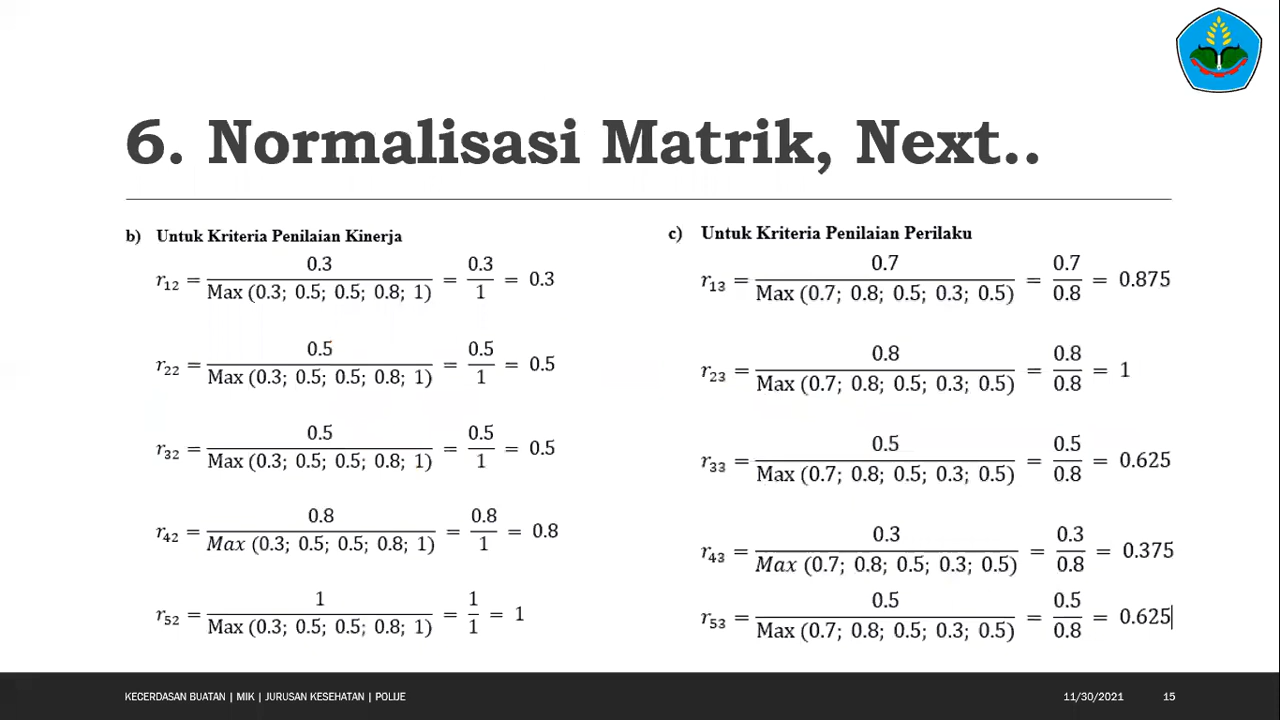 6. Normalisasi Matrik, Next..
b) Untuk Kriteria Penilaian Kinerja
r₁₂ = 0.3 / Max (0.3; 0.5; 0.5; 0.8; 1) = 0.3 / 1 = 0.3
r₂₂ = 0.5 / Max (0.3; 0.5; 0.5; 0.8; 1) = 0.5 / 1 = 0.5
r₃₂ = 0.5 / Max (0.3; 0.5; 0.5; 0.8; 1) = 0.5 / 1 = 0.5
r₄₂ = 0.8 / Max (0.3; 0.5; 0.5; 0.8; 1) = 0.8 / 1 = 0.8
r₅₂ = 1 / Max (0.3; 0.5; 0.5; 0.8; 1) = 1 / 1 = 1
c) Untuk Kriteria Penilaian Perilaku
r₁₃ = 0.7 / Max (0.7; 0.8; 0.5; 0.3; 0.5) = 0.7 / 0.8 = 0.875
r₂₃ = 0.8 / Max (0.7; 0.8; 0.5; 0.3; 0.5) = 0.8 / 0.8 = 1
r₃₃ = 0.5 / Max (0.7; 0.8; 0.5; 0.3; 0.5) = 0.5 / 0.8 = 0.625
r₄₃ = 0.3 / Max (0.7; 0.8; 0.5; 0.3; 0.5) = 0.3 / 0.8 = 0.375
r₅₃ = 0.5 / Max (0.7; 0.8; 0.5; 0.3; 0.5) = 0.5 / 0.8 = 0.625
KECERDASAN BUATAN | MIK | JURUSAN KESEHATAN | POLIJE
11/30/2021
15